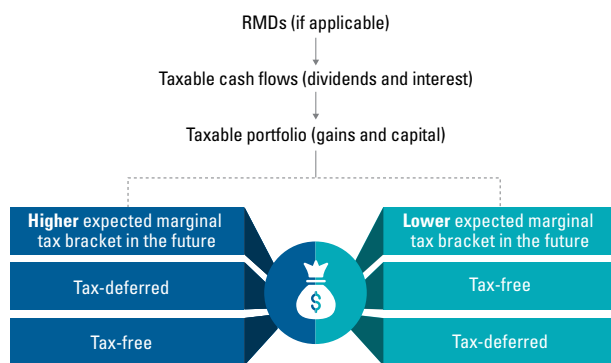 RMDs (if applicable)
Taxable cash flows (dividends and interest)
Taxable portfolio (gains and capital)
Higher expected marginal
tax bracket in the future
Tax-deferred
Tax-free
$
Lower expected marginal
tax bracket in the future
Tax-free
Tax-deferred